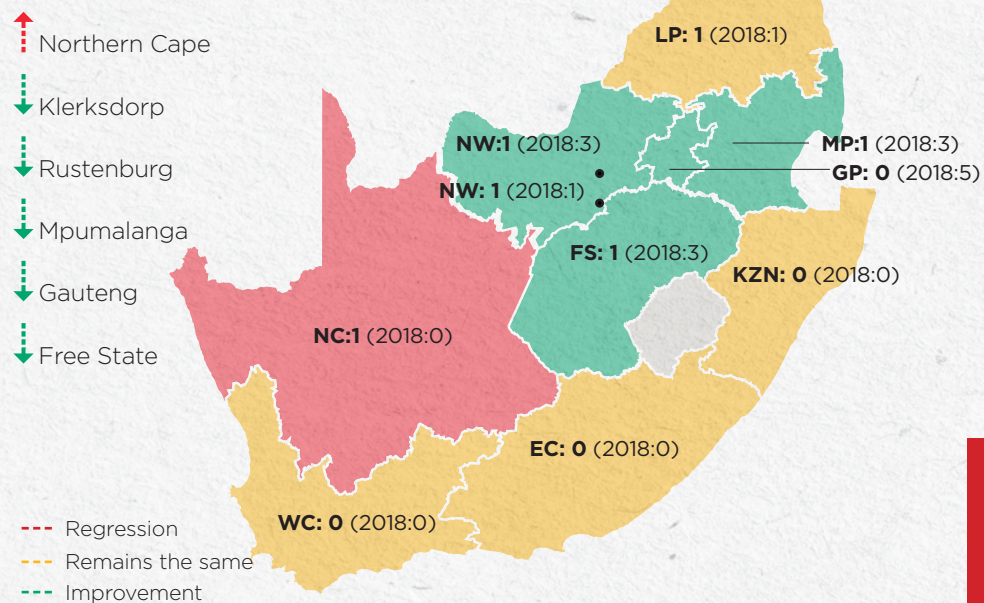 Northern Cape
Klerksdorp
Rustenburg
Mpumalanga
Gauteng
Free State
LP: 1 (2018:1)
NW:1 (2018:3)
MP:1 (2018:3)
GP: 0 (2018:5)
NW: 1 (2018:1)
FS: 1 (2018:3)
KZN: 0 (2018:0)
NC:1 (2018:0)
EC: 0 (2018:0)
WC: 0 (2018:0)
Regression
Remains the same
Improvement